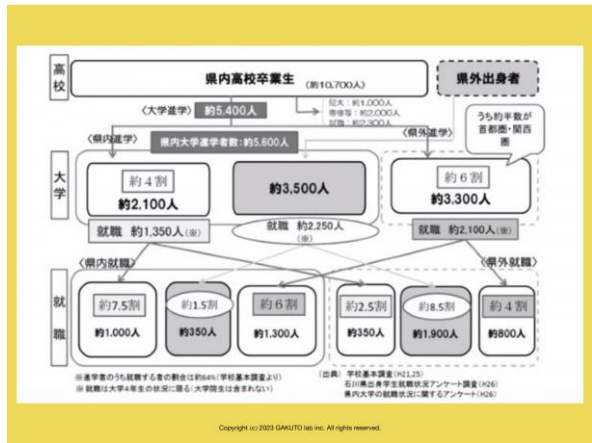 高校
県内高校卒業生 (約10,700人)
県外出身者
〈大学進学〉
約5,400人
短大:約1,000人
専修等:約2,000人
就職:約2,300人
うち約半数が
首都圏・関西
圏
〈県内進学〉
県内大学進学者数:約5,600人
〈県外進学〉
大学
約4割
約2,100人
約3,500人
約6割
約3,300人
就職 約1,350人(※)
就職 約2,250人
(※)
就職 約2,100人(※)
〈県内就職〉
〈県外就職〉
就職
約7.5割
約1,000人
約1.5割
約350人
約6割
約1,300人
約2.5割
約350人
約8.5割
約1,900人
約4割
約800人
※進学者のうち就職する者の割合は約64%(学校基本調査より)
※就職は大学4年生の状況に限る(大学院生は含まれない)
(出典) 学校基本調査(H21,25)
石川県出身学生就職状況アンケート調査(H26)
県内大学の就職状況に関するアンケート(H26)
Copyright (c) 2023 GAKUTO lab inc. All rights reserved.